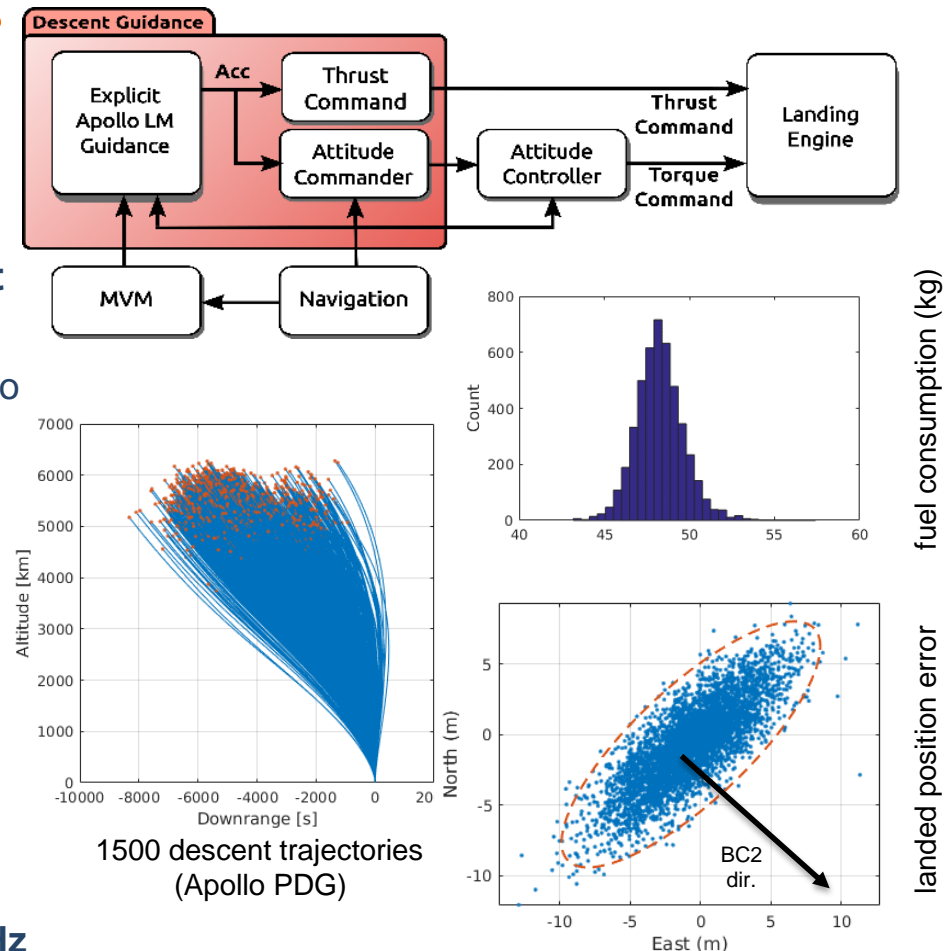 Descent Guidance
Explicit
Apollo LM
Guidance
Acc
Thrust
Command
Attitude
Commander
Attitude
Controller
Thrust
Command
Torque
Command
Landing
Engine
MVM
Navigation
t
o
dz
7000
6000
5000
4000
3000
2000
1000
0
Altitude [km]
-10000 -8000 -6000 -4000 -2000 0 20
Downrange [s]
1500 descent trajectories
(Apollo PDG)
800
600
400
200
0
Count
40 45 50 55 60
fuel consumption (kg)
5
0
-5
-10
North (m)
BC2
dir.
-10 -5 0 5 10
East (m)
landed position error